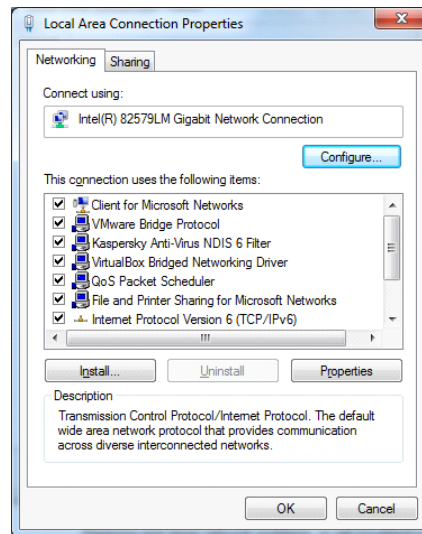 Local Area Connection Properties
Networking
Sharing
Connect using:
Intel(R) 82579LM Gigabit Network Connection
Configure...
This connection uses the following items:
Client for Microsoft Networks
VMware Bridge Protocol
Kaspersky Anti-Virus NDIS 6 Filter
VirtualBox Bridged Networking Driver
QoS Packet Scheduler
File and Printer Sharing for Microsoft Networks
Internet Protocol Version 6 (TCP/IPv6)
Install...
Uninstall
Properties
Description
Transmission Control Protocol/Internet Protocol. The default
wide area network protocol that provides communication
across diverse interconnected networks.
OK
Cancel